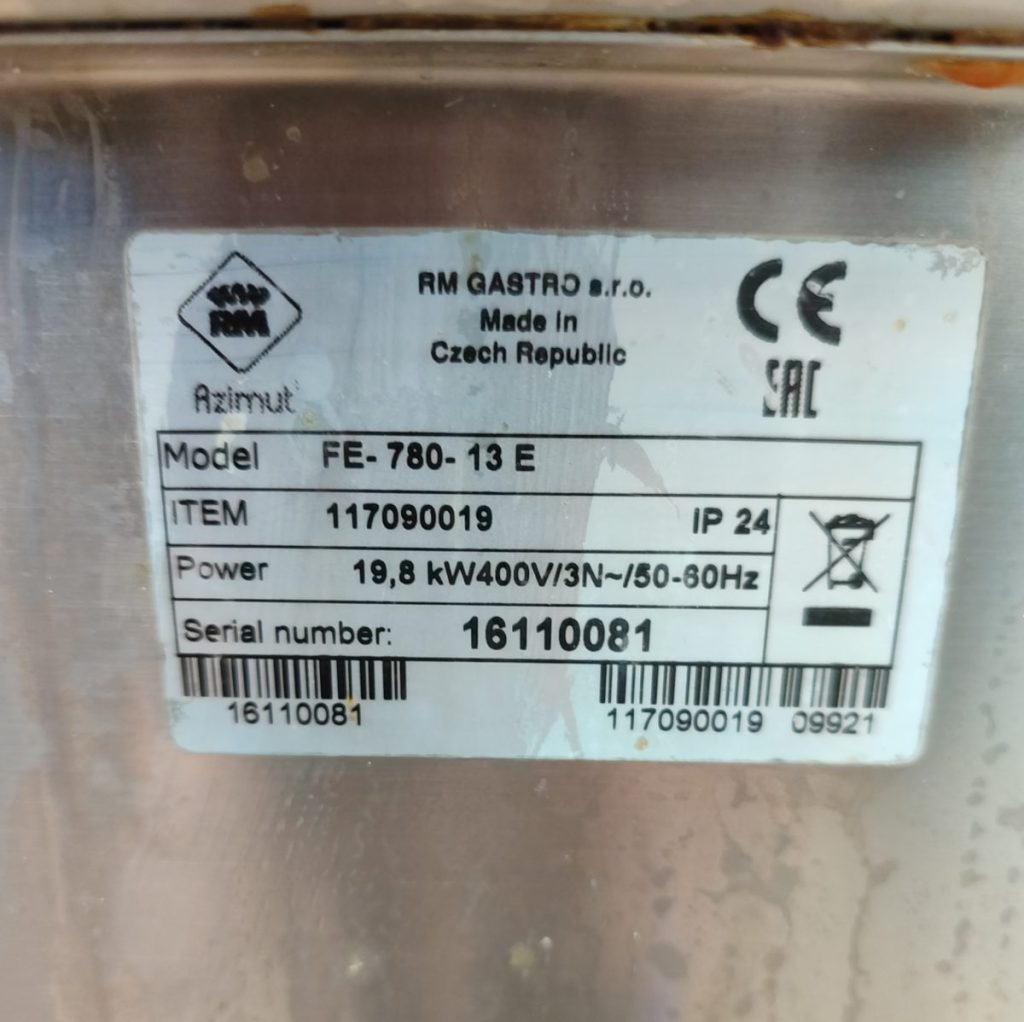 RM
Azimut
RM GASTRO s.r.o.
Made in
Czech Republic
CE
EAC
Model FE- 780- 13 E
ITEM 117090019 IP 24
Power 19,8 kW400V/3N~/50-60Hz
Serial number: 16110081
16110081 117090019 09921